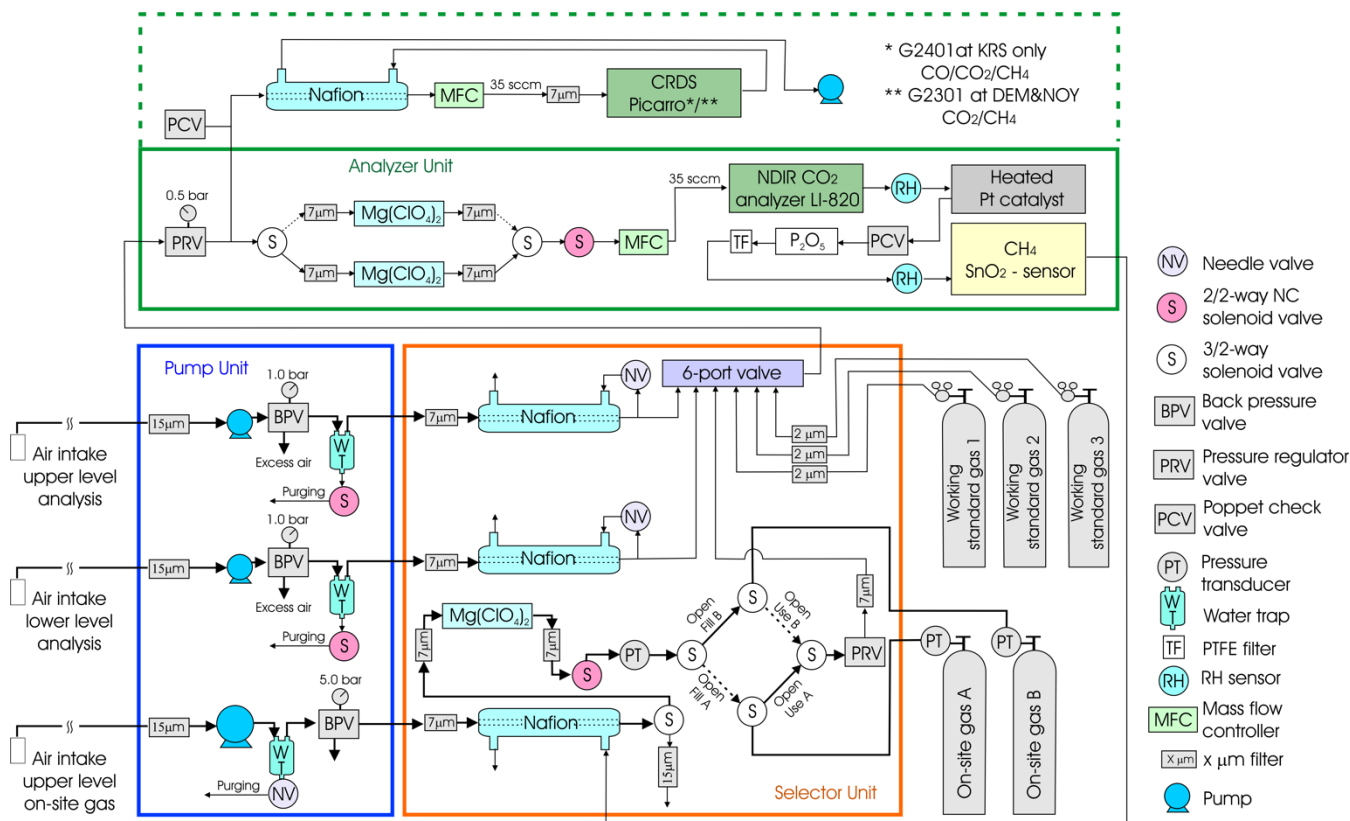 * G2401at KRS only
CO/CO₂/CH₄
** G2301 at DEM&NOY
CO₂/CH₄
Nafion
MFC
35 sccm
7μm
CRDS
Picarro*/**
PCV
Analyzer Unit
0.5 bar
PRV
S
7μm
Mg(ClO₄)₂
7μm
7μm
Mg(ClO₄)₂
7μm
S
S
MFC
35 sccm
NDIR CO₂
analyzer LI-820
RH
Heated
Pt catalyst
TF
P₂O₅
PCV
RH
CH₄
SnO₂ - sensor
Pump Unit
1.0 bar
BPV
15μm
W
T
Excess air
Purging
S
Air intake
upper level
analysis
1.0 bar
BPV
15μm
W
T
Excess air
Purging
S
Air intake
lower level
analysis
5.0 bar
BPV
15μm
W
T
Purging
NV
Air intake
upper level
on-site gas
Selector Unit
7μm
Nafion
NV
6-port valve
2 μm
2 μm
2 μm
7μm
Nafion
NV
Mg(ClO₄)₂
7μm
7μm
S
PT
S
Open
Fill B
S
Open
Use B
Open
Fill A
S
Open
Use A
S
PRV
7μm
7μm
Nafion
S
15μm
Working
standard gas 1
Working
standard gas 2
Working
standard gas 3
PT
PT
On-site gas A
On-site gas B
NV
Needle valve
S
2/2-way NC
solenoid valve
S
3/2-way
solenoid valve
BPV
Back pressure
valve
PRV
Pressure regulator
valve
PCV
Poppet check
valve
PT
Pressure
transducer
W
T
Water trap
TF
PTFE filter
RH
RH sensor
MFC
Mass flow
controller
X μm
x μm filter
Pump